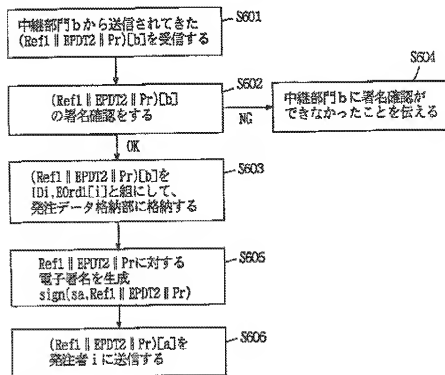 S601
中継部門bから送信されてきた
(Ref1∥EPDT2∥Pr)[b]を受信する
S602
(Ref1∥EPDT2∥Pr)[b]
の署名確認をする
NG
S604
中継部門bに署名確認が
できなかったことを伝える
OK
S603
(Ref1∥EPDT2∥Pr)[b]を
IDi,EOrd1[i]と組にして、
発注データ格納部に格納する
S605
Ref1∥EPDT2∥Prに対する
電子署名を生成
sign(sa,Ref1∥EPDT2∥Pr)
S606
(Ref1∥EPDT2∥Pr)[a]を
発注者iに送信する